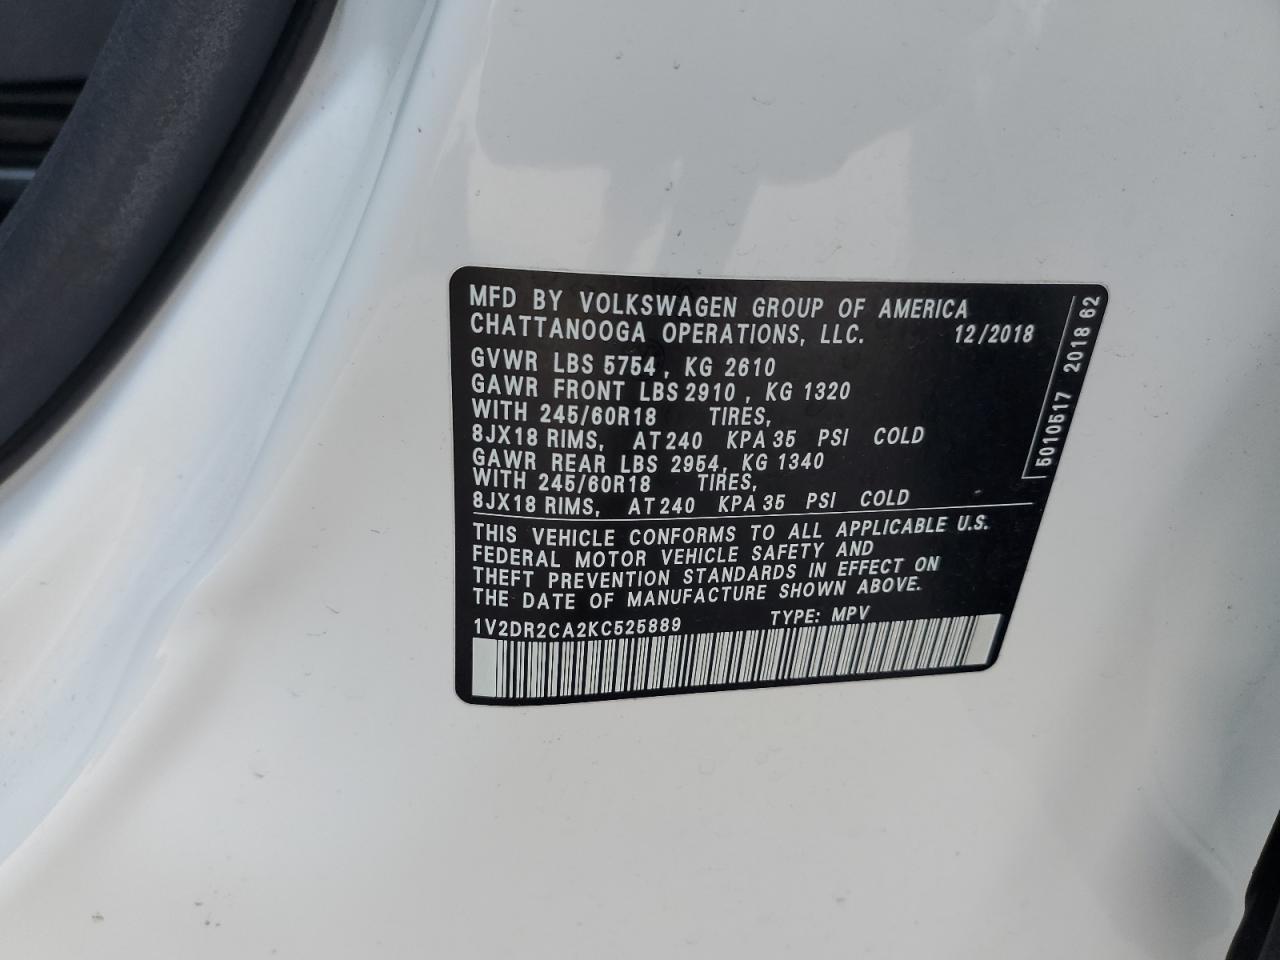 MFD BY VOLKSWAGEN GROUP OF AMERICA
CHATTANOOGA OPERATIONS, LLC. 12/2018
GVWR LBS 5754, KG 2610
GAWR FRONT LBS 2910, KG 1320
WITH 245/60R18 TIRES,
8JX18 RIMS, AT 240 KPA 35 PSI COLD
GAWR REAR LBS 2954, KG 1340
WITH 245/60R18 TIRES,
8JX18 RIMS, AT 240 KPA 35 PSI COLD
THIS VEHICLE CONFORMS TO ALL APPLICABLE U.S.
FEDERAL MOTOR VEHICLE SAFETY AND
THEFT PREVENTION STANDARDS IN EFFECT ON
THE DATE OF MANUFACTURE SHOWN ABOVE.
1V2DR2CA2KC525889 TYPE: MPV
5010517 2018 62